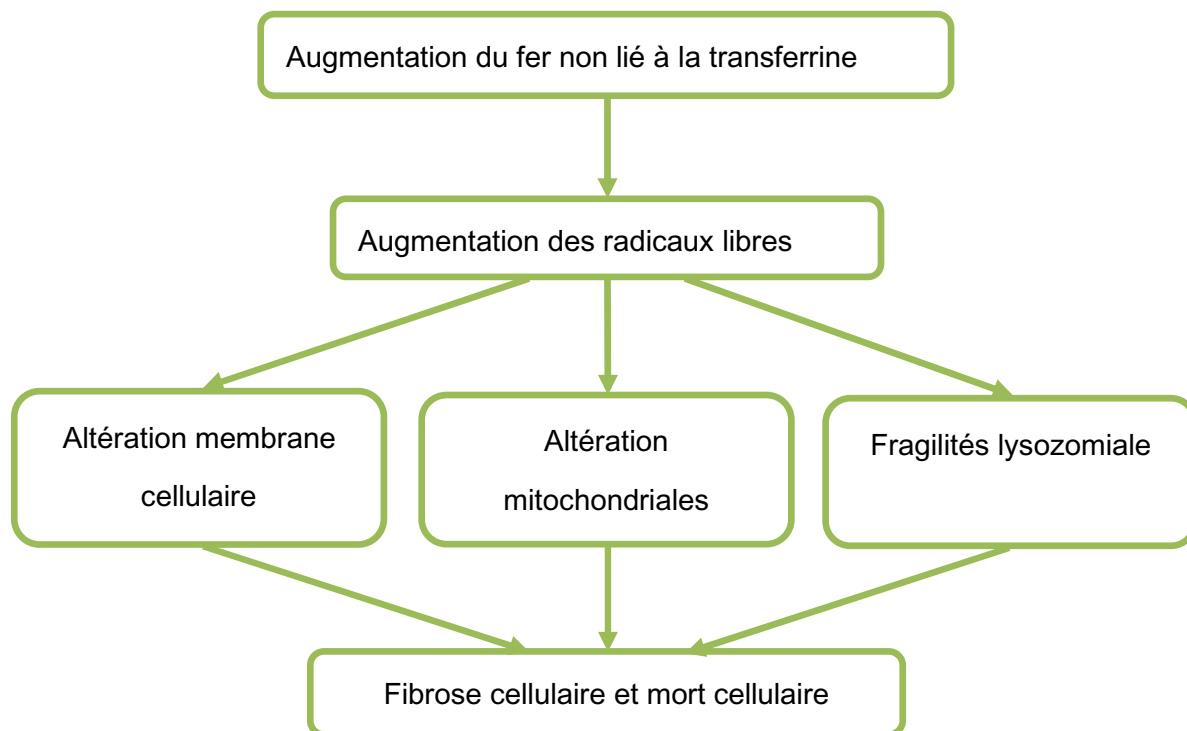 Augmentation du fer non lié à la transferrine
Augmentation des radicaux libres
Altération membrane
cellulaire
Altération
mitochondriales
Fragilités lysozomiale
Fibrose cellulaire et mort cellulaire